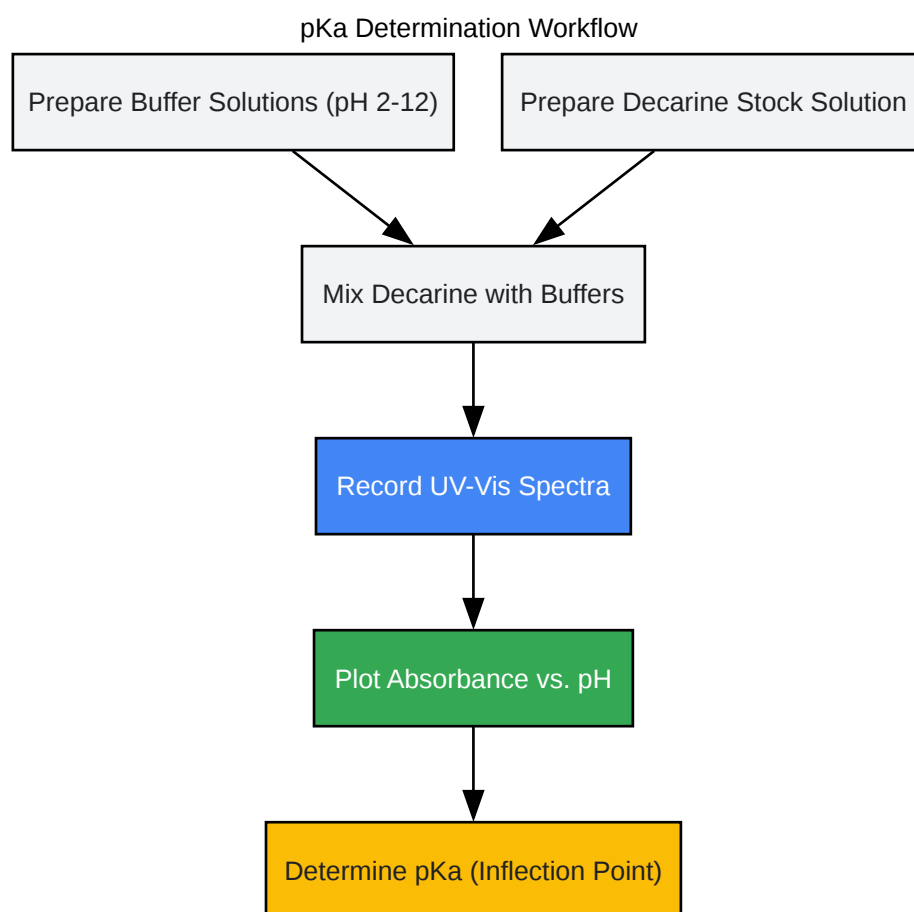 pKa Determination Workflow
Prepare Buffer Solutions (pH 2-12)
Prepare Decarine Stock Solution
Mix Decarine with Buffers
Record UV-Vis Spectra
Plot Absorbance vs. pH
Determine pKa (Inflection Point)